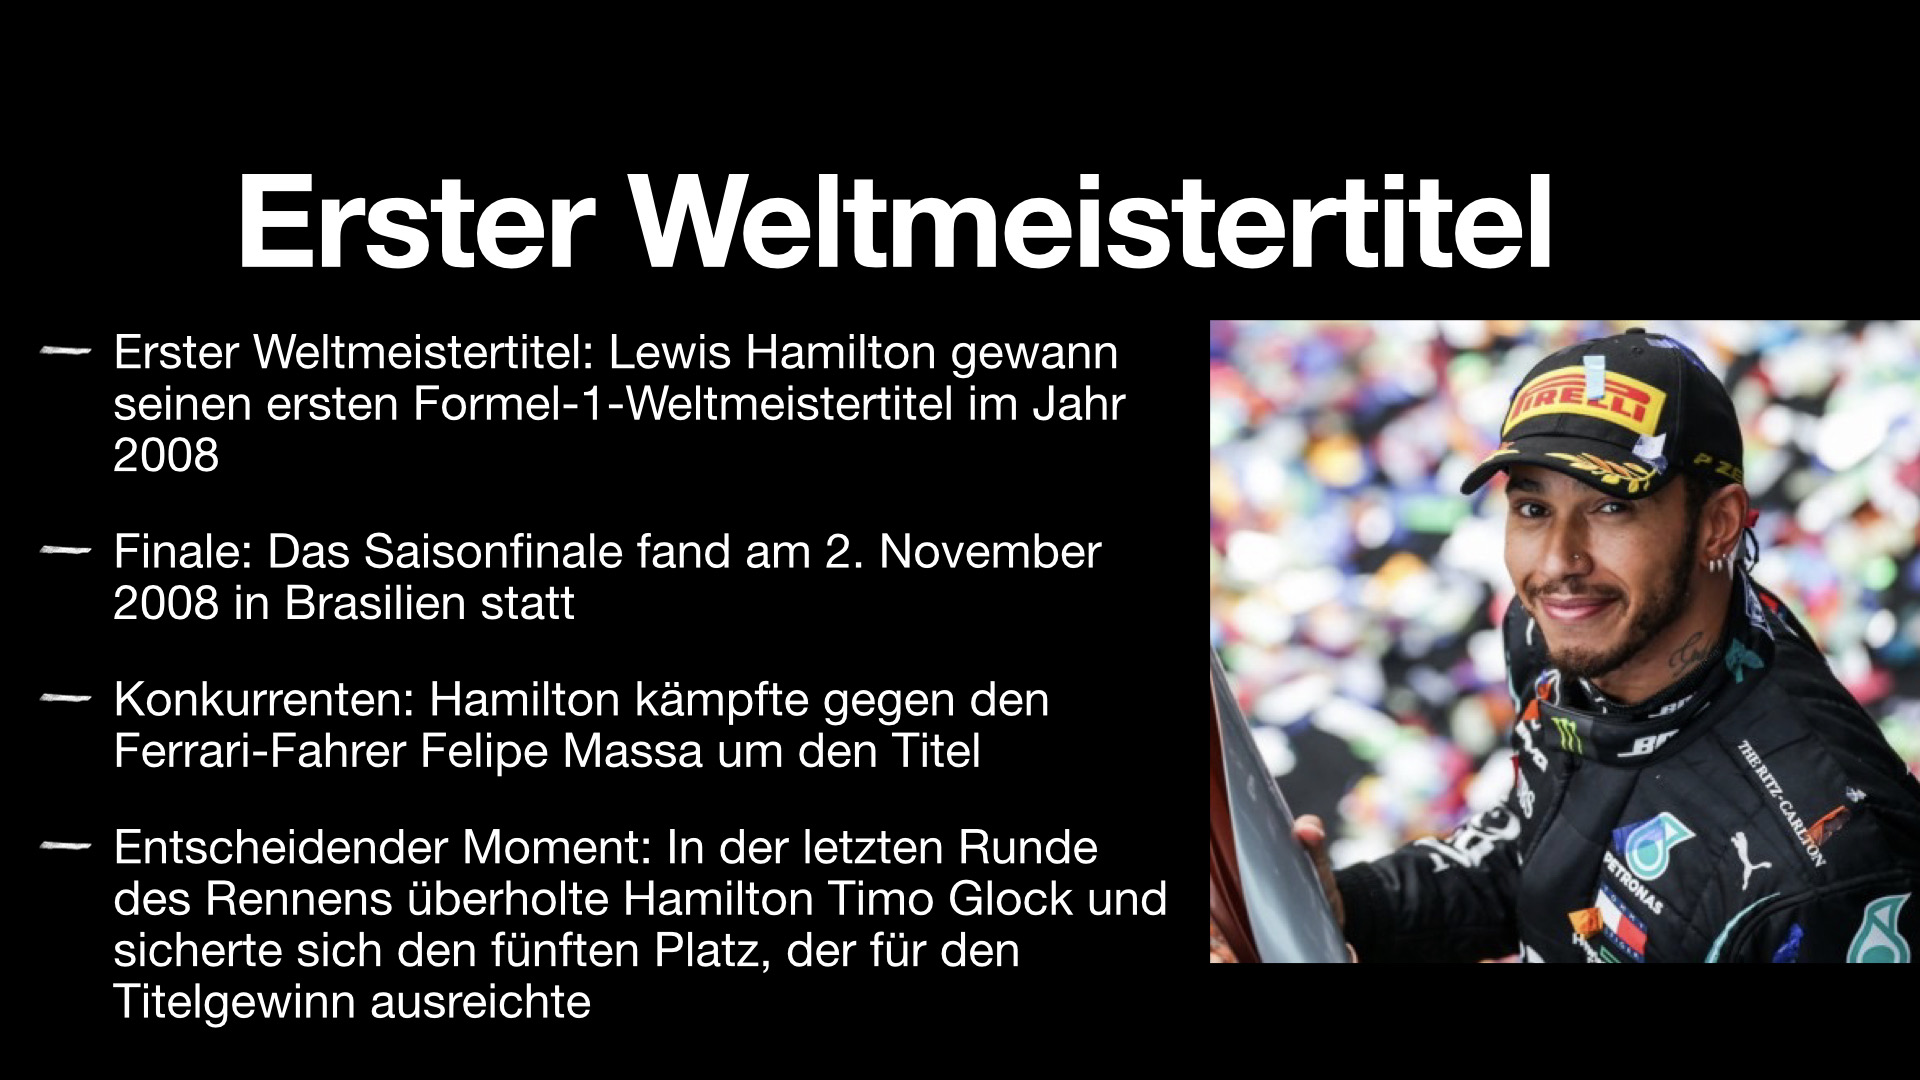 Erster Weltmeistertitel
Erster Weltmeistertitel: Lewis Hamilton gewann
seinen ersten Formel-1-Weltmeistertitel im Jahr
2008
Finale: Das Saisonfinale fand am 2. November
2008 in Brasilien statt
Konkurrenten: Hamilton kämpfte gegen den
Ferrari-Fahrer Felipe Massa um den Titel
Entscheidender Moment: In der letzten Runde
des Rennens überholte Hamilton Timo Glock und
sicherte sich den fünften Platz, der für den
Titelgewinn ausreichte
PIRELLI
P ZE
THE RITZ-CARLTON
PETRONAS